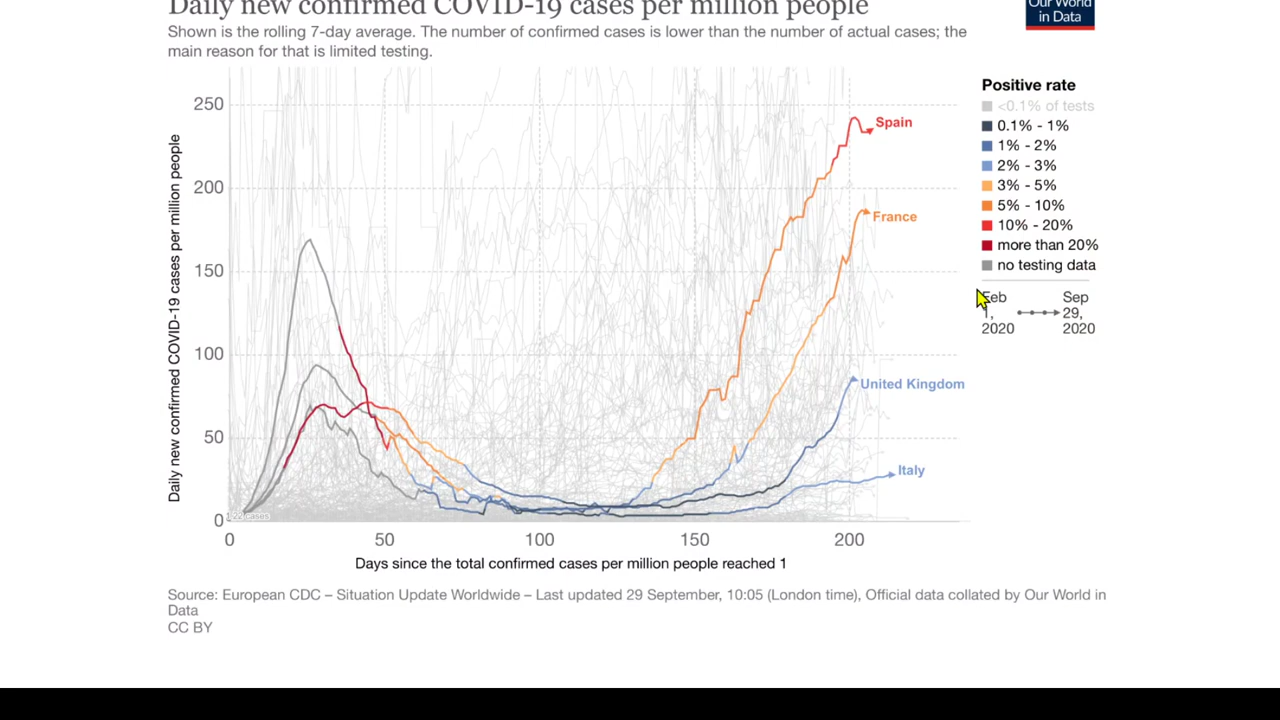 Daily new confirmed COVID-19 cases per million people
Our World
in Data
Shown is the rolling 7-day average. The number of confirmed cases is lower than the number of actual cases; the
main reason for that is limited testing.
Positive rate
<0.1% of tests
0.1% - 1%
1% - 2%
2% - 3%
3% - 5%
5% - 10%
10% - 20%
more than 20%
no testing data
Feb
1,
2020
Sep
29,
2020
Daily new confirmed COVID-19 cases per million people
250
200
150
100
50
0
Spain
France
United Kingdom
Italy
0
50
100
150
200
Days since the total confirmed cases per million people reached 1
Source: European CDC – Situation Update Worldwide – Last updated 29 September, 10:05 (London time), Official data collated by Our World in
Data
CC BY